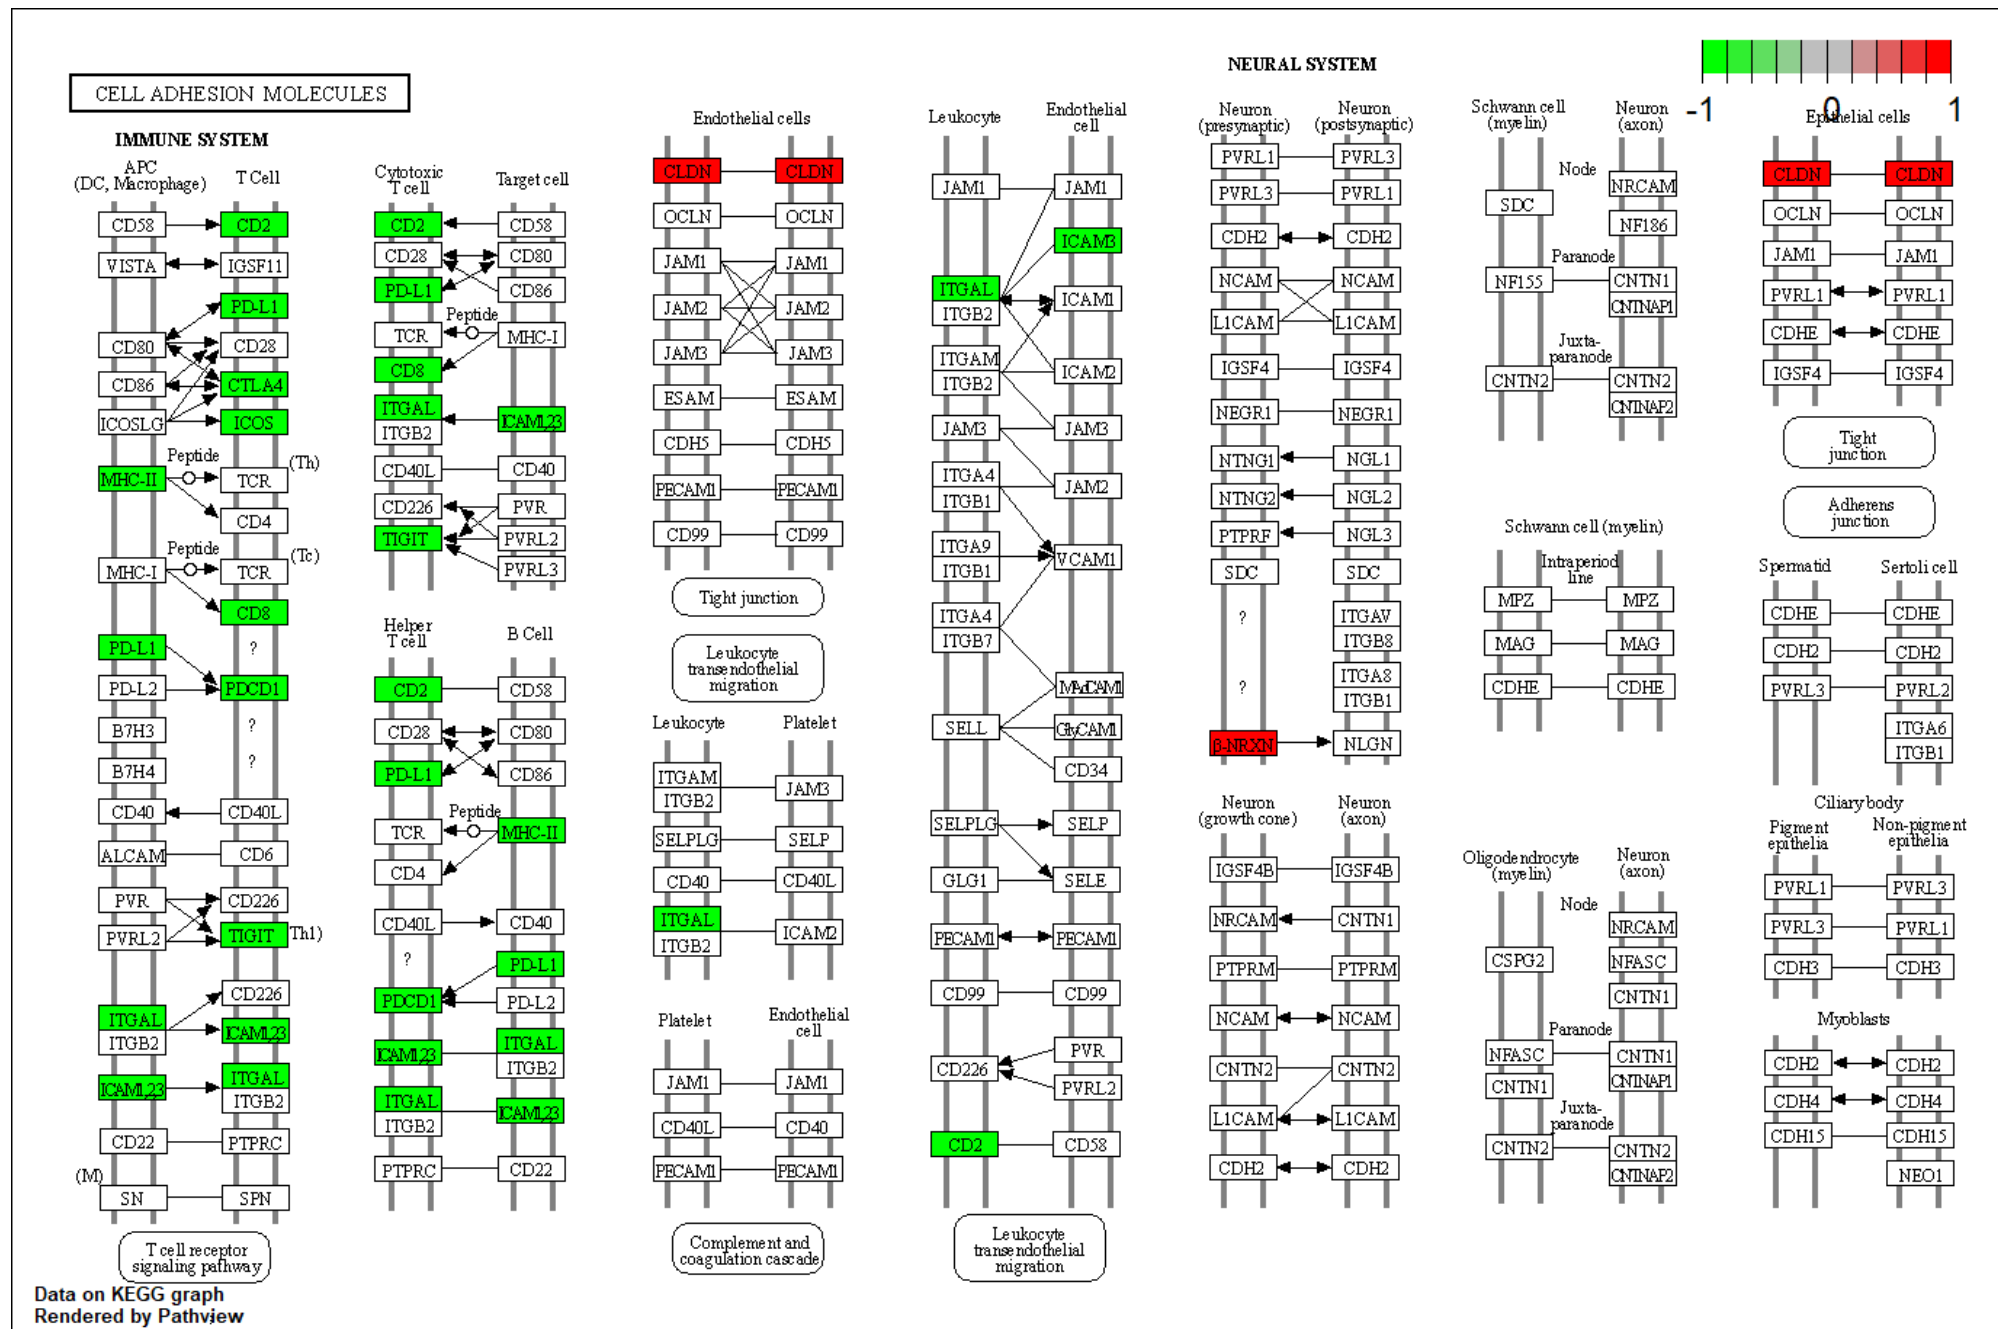 CELL ADHESION MOLECULES
IMMUNE SYSTEM
APC
(DC, Macrophage)
T Cell
CD58
CD2
VISTA
IGSF11
PD-L1
CD80
CD28
CD86
CTLA4
ICOSLG
ICOS
Peptide
(Th)
MHC-II
TCR
CD4
Peptide
(Tc)
MHC-I
TCR
CD8
PD-L1
?
PD-L2
PDCD1
B7H3
?
B7H4
?
CD40
CD40L
ALCAM
CD6
PVR
CD226
PVRL2
TIGIT
Th1)
CD226
ITGAL
ITGB2
ICAM1,23
ICAM1,23
ITGAL
ITGB2
CD22
PTPRC
(M)
SN
SPN
T cell receptor
signaling pathway
Data on KEGG graph
Rendered by Pathview
Cytotoxic
T cell
Target cell
CD2
CD58
CD28
CD80
PD-L1
CD86
Peptide
TCR
MHC-I
CD8
ITGAL
ITGB2
ICAM1,23
CD40L
CD40
CD226
PVR
TIGIT
PVRL2
PVRL3
Helper
T cell
B Cell
CD2
CD58
CD28
CD80
PD-L1
CD86
Peptide
TCR
MHC-II
CD4
CD40L
CD40
?
PD-L1
PDCD1
PD-L2
ICAM1,23
ITGAL
ITGB2
ITGAL
ITGB2
ICAM1,23
PTPRC
CD22
Endothelial cells
CLDN
CLDN
OCLN
OCLN
JAM1
JAM1
JAM2
JAM2
JAM3
JAM3
ESAM
ESAM
CDH5
CDH5
PECAM1
PECAM1
CD99
CD99
Tight junction
Leukocyte
transendothelial
migration
Leukocyte
Platelet
ITGAM
ITGB2
JAM3
SELPLG
SELP
CD40
CD40L
ITGAL
ITGB2
ICAM2
Platelet
Endothelial
cell
JAM1
JAM1
CD40L
CD40
PECAM1
PECAM1
Complement and
coagulation cascade
Leukocyte
Endothelial
cell
JAM1
JAM1
ICAM3
ITGAL
ITGB2
ICAM1
ITGAM
ITGB2
ICAM2
JAM3
JAM3
ITGA4
ITGB1
JAM2
ITGA9
ITGB1
VCAM1
ITGA4
ITGB7
MAdCAM1
SELL
GlyCAM1
CD34
SELPLG
SELP
GLG1
SELE
PECAM1
PECAM1
CD99
CD99
CD226
PVR
PVRL2
CD2
CD58
Leukocyte
transendothelial
migration
NEURAL SYSTEM
Neuron
(presynaptic)
Neuron
(postsynaptic)
PVRL1
PVRL3
PVRL3
PVRL1
CDH2
CDH2
NCAM
NCAM
L1CAM
L1CAM
IGSF4
IGSF4
NEGR1
NEGR1
NTNG1
NGL1
NTNG2
NGL2
PTPRF
NGL3
SDC
SDC
?
ITGAV
ITGB8
?
ITGA8
ITGB1
β-NRXN
NLGN
Neuron
(growth cone)
Neuron
(axon)
IGSF4B
IGSF4B
NRCAM
CNTN1
PTPRM
PTPRM
NCAM
NCAM
CNTN2
CNTN2
L1CAM
L1CAM
CDH2
CDH2
Schwann cell
(myelin)
Neuron
(axon)
Node
NRCAM
SDC
NF186
Paranode
NF155
CNTN1
CNTNAP1
Juxta-
paranode
CNTN2
CNTN2
CNTNAP2
Schwann cell (myelin)
Intraperiod
line
MPZ
MPZ
MAG
MAG
CDHE
CDHE
Oligodendrocyte
(myelin)
Neuron
(axon)
Node
NRCAM
CSPG2
NFASC
CNTN1
Paranode
NFASC
CNTN1
CNTN1
CNTNAP1
Juxta-
paranode
CNTN2
CNTN2
CNTNAP2
-1
0
1
Epithelial cells
CLDN
CLDN
OCLN
OCLN
JAM1
JAM1
PVRL1
PVRL1
CDHE
CDHE
IGSF4
IGSF4
Tight
junction
Adherens
junction
Spermatid
Sertoli cell
CDHE
CDHE
CDH2
CDH2
PVRL3
PVRL2
ITGA6
ITGB1
Ciliary body
Pigment
epithelia
Non-pigment
epithelia
PVRL1
PVRL3
PVRL3
PVRL1
CDH3
CDH3
Myoblasts
CDH2
CDH2
CDH4
CDH4
CDH15
CDH15
NEO1